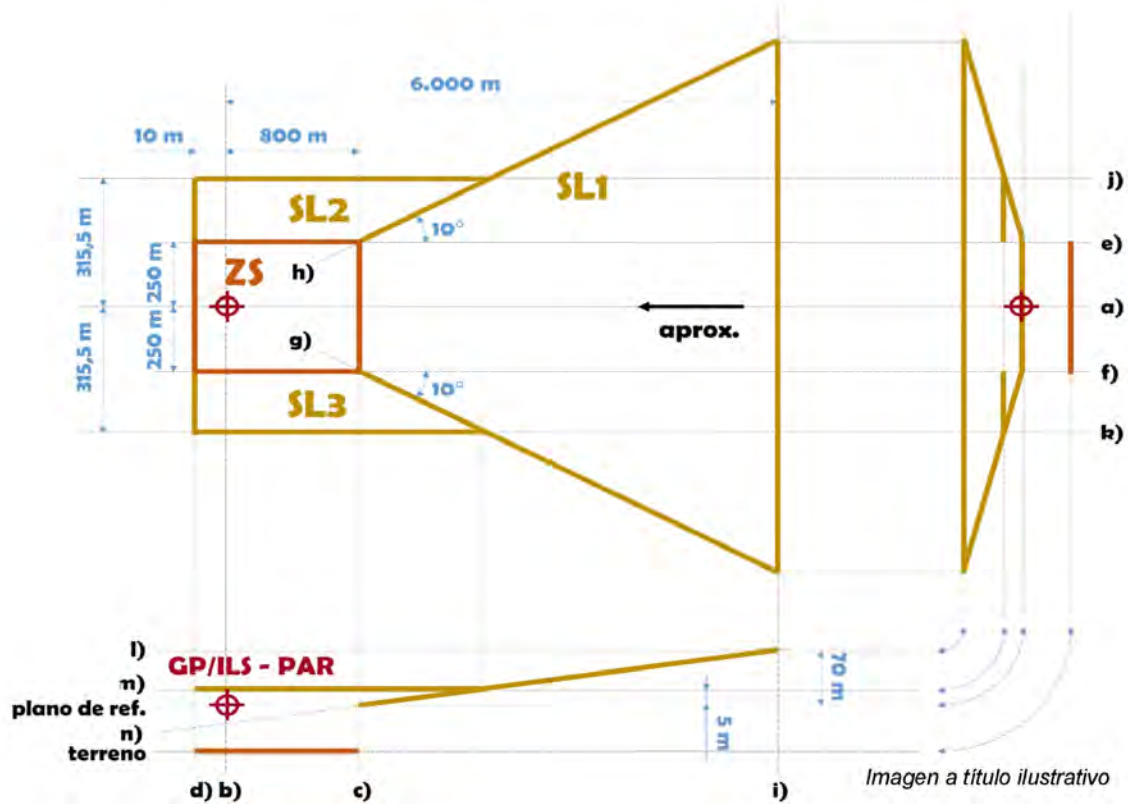 6.000 m
10 m
800 m
SL2
SL1
j)
10°
e)
315,5 m
250 m
ZS
h)
a)
aprox.
g)
250 m
315,5 m
10°
f)
SL3
k)
l)
GP/ILS - PAR
70 m
m)
plano de ref.
n)
5 m
terreno
Imagen a título ilustrativo
d) b)
c)
i)